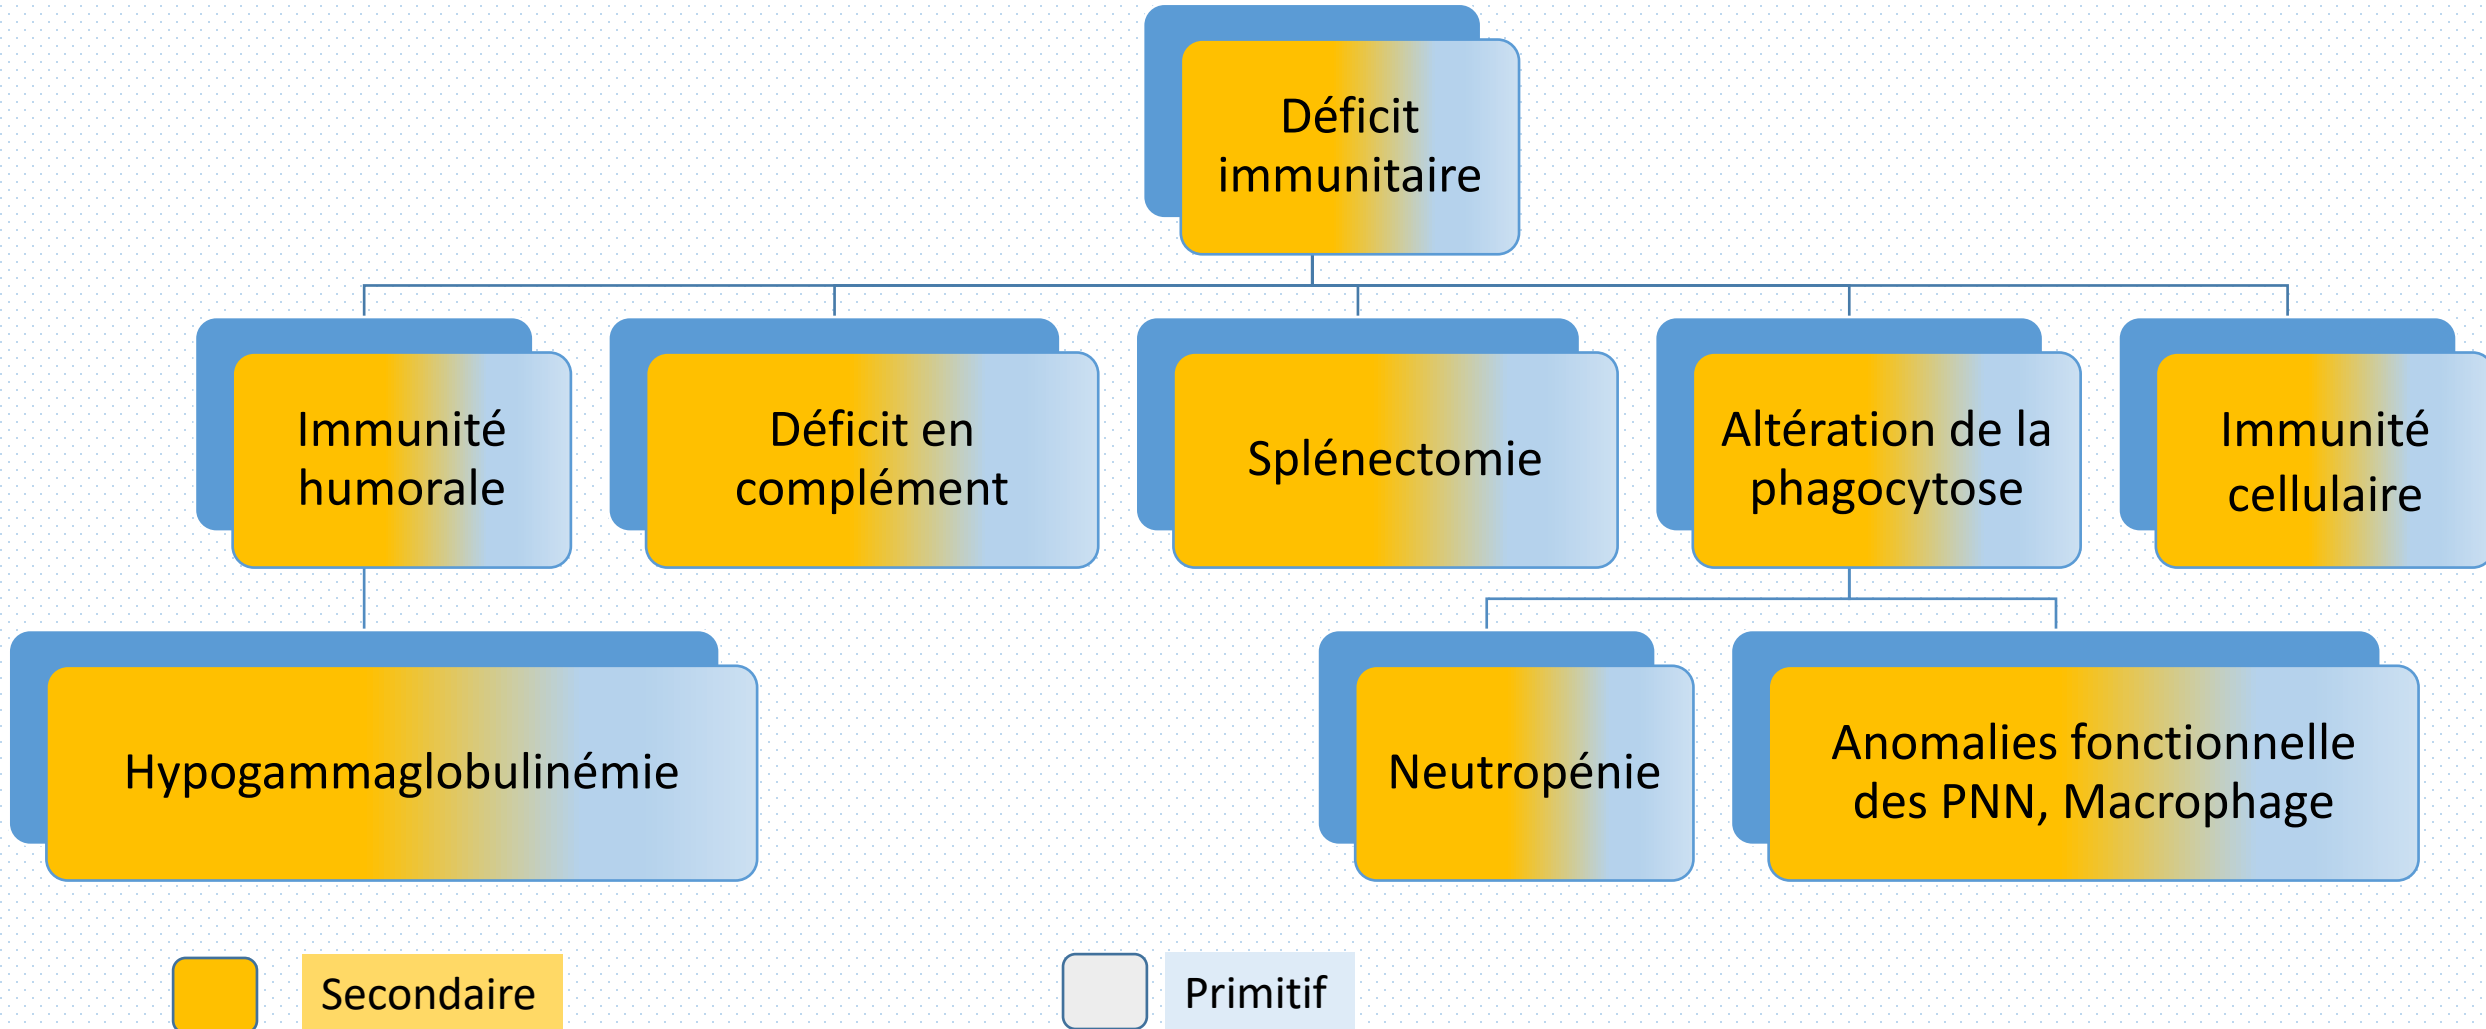 Déficit
immunitaire
Immunité
humorale
Déficit en
complément
Splénectomie
Altération de la
phagocytose
Immunité
cellulaire
Hypogammaglobulinémie
Neutropénie
Anomalies fonctionnelle
des PNN, Macrophage
Secondaire
Primitif